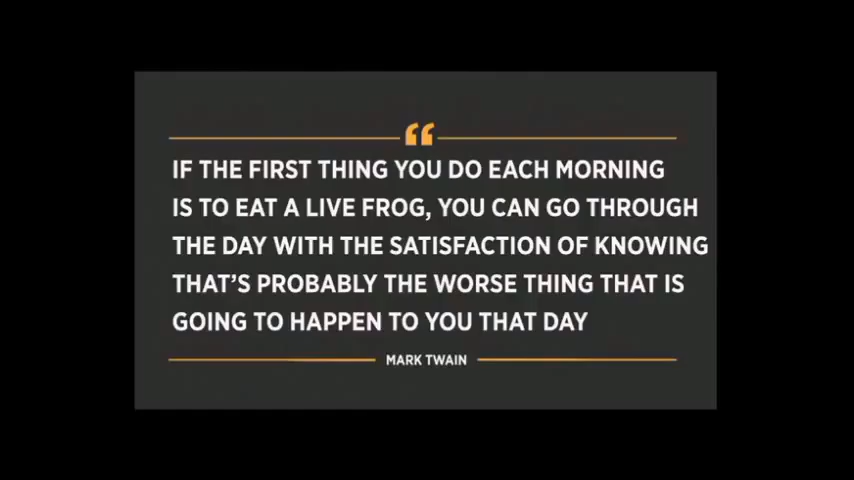 “
IF THE FIRST THING YOU DO EACH MORNING
IS TO EAT A LIVE FROG, YOU CAN GO THROUGH
THE DAY WITH THE SATISFACTION OF KNOWING
THAT’S PROBABLY THE WORSE THING THAT IS
GOING TO HAPPEN TO YOU THAT DAY
MARK TWAIN